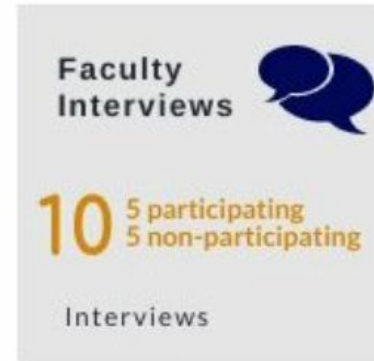 Faculty
Interviews
10
5 participating
5 non-participating
Interviews